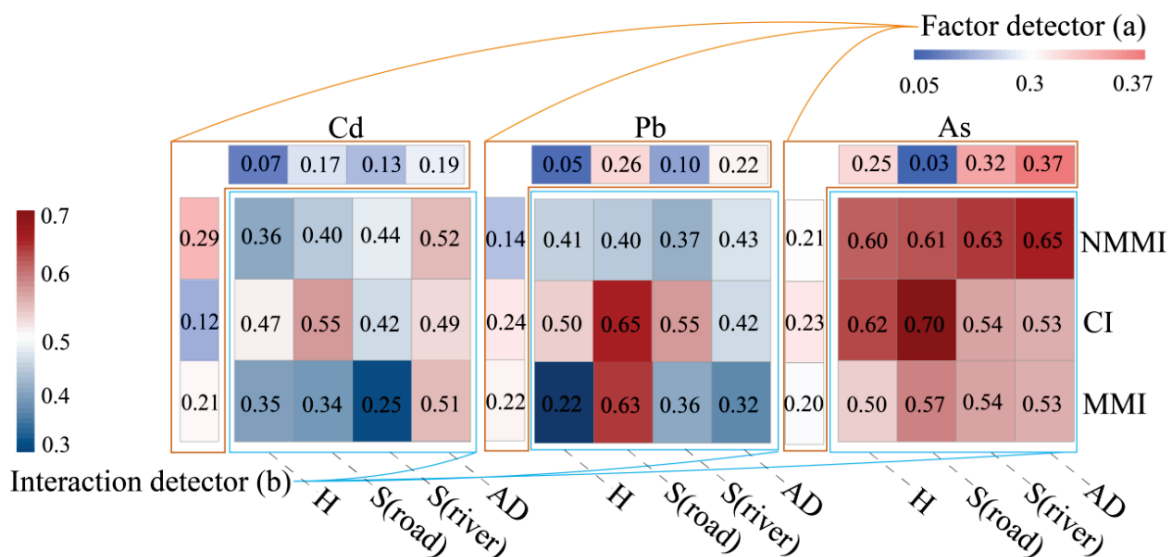 Factor detector (a)
0.05 0.3 0.37
Cd Pb As
0.07 0.17 0.13 0.19 0.05 0.26 0.10 0.22 0.25 0.03 0.32 0.37
0.7
0.6
0.5
0.4
0.3
0.29 0.36 0.40 0.44 0.52 0.14 0.41 0.40 0.37 0.43 0.21 0.60 0.61 0.63 0.65 NMMI
0.12 0.47 0.55 0.42 0.49 0.24 0.50 0.65 0.55 0.42 0.23 0.62 0.70 0.54 0.53 CI
0.21 0.35 0.34 0.25 0.51 0.22 0.22 0.63 0.36 0.32 0.20 0.50 0.57 0.54 0.53 MMI
Interaction detector (b)
H S(road) S(river) AD H S(road) S(river) AD H S(road) S(river) AD